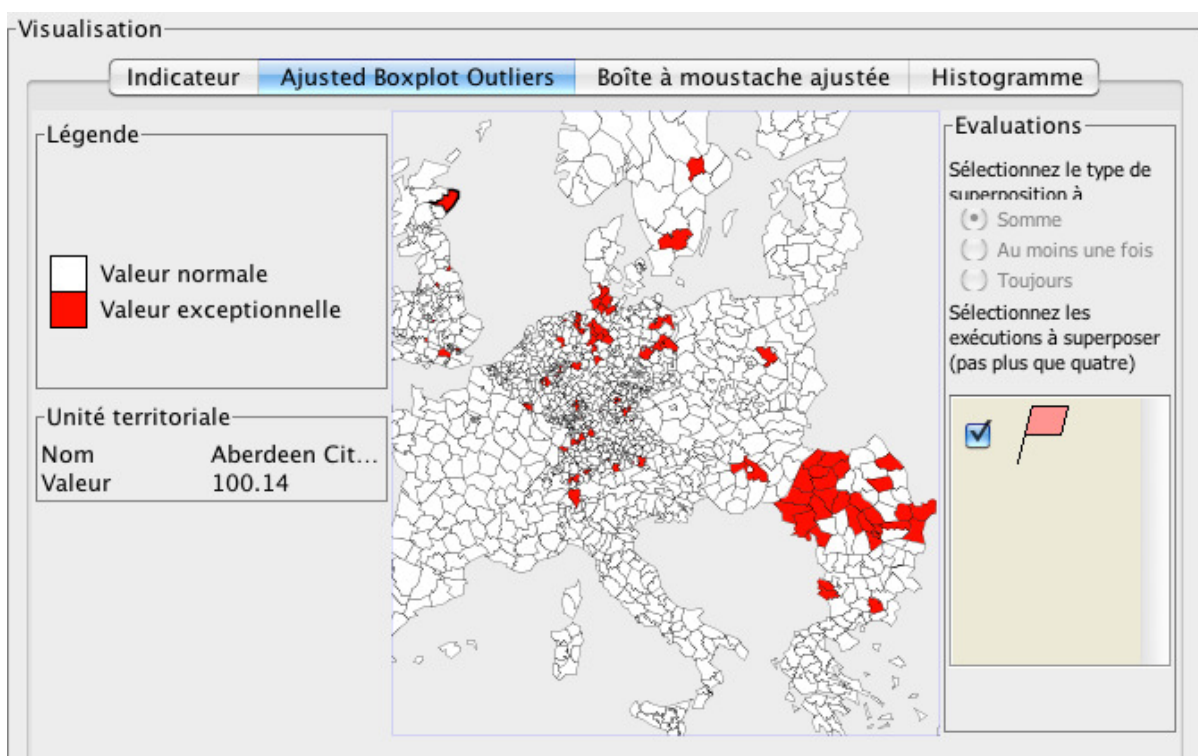 Visualisation
Indicateur
Ajusted Boxplot Outliers
Boîte à moustache ajustée
Histogramme
Légende
Valeur normale
Valeur exceptionnelle
Unité territoriale
Nom Aberdeen Cit...
Valeur 100.14
Evaluations
Sélectionnez le type de
superposition à
Somme
Au moins une fois
Toujours
Sélectionnez les
exécutions à superposer
(pas plus que quatre)